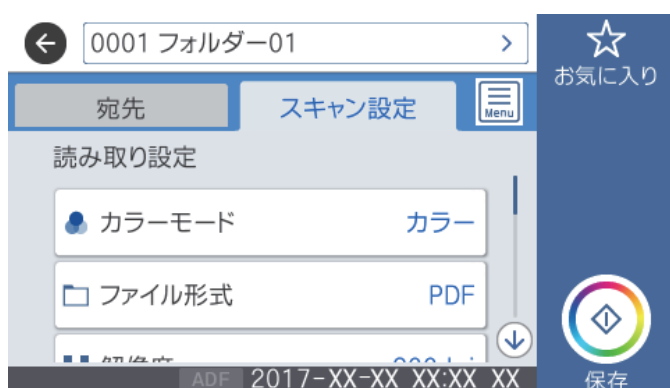 0001 フォルダー01
お気に入り
宛先
スキャン設定
Menu
読み取り設定
カラーモード
カラー
ファイル形式
PDF
ADF 2017-XX-XX XX:XX XX
保存